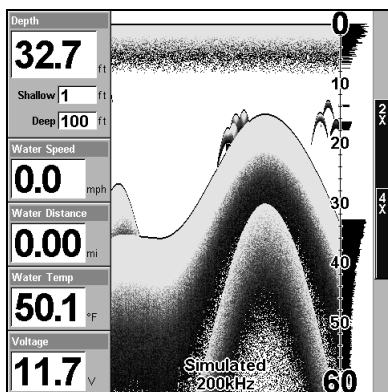 Depth
32.7 ft
Shallow 1 ft
Deep 100 ft
Water Speed
0.0 mph
Water Distance
0.00 mi
Water Temp
50.1 °F
Voltage
11.7 V
0
10
20
30
40
50
60
Simulated
200kHz
2X
4X